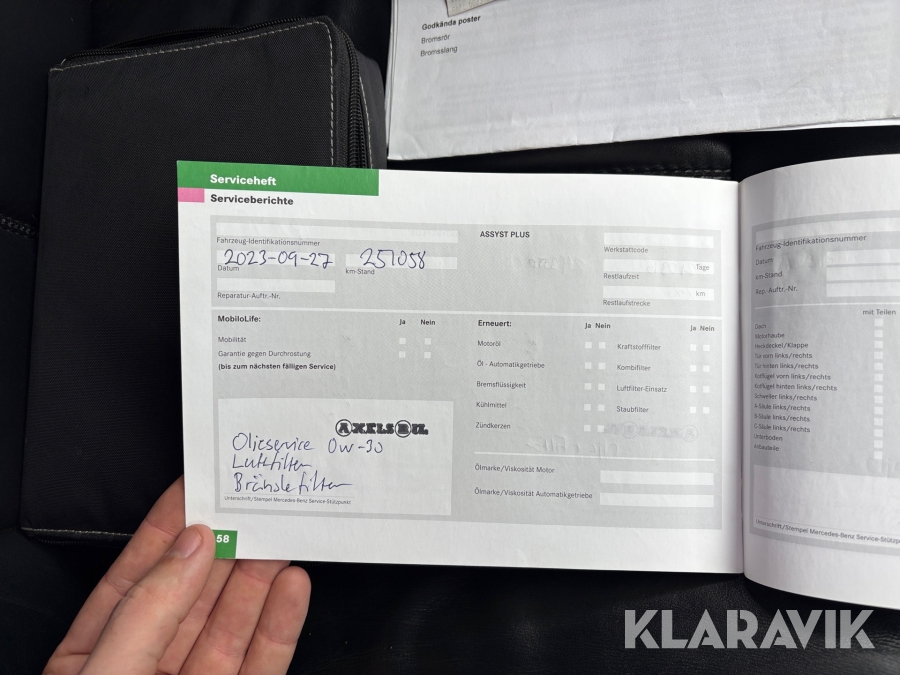 Godkända poster
Bromsrör
Bromsslang
Serviceheft
Serviceberichte
Fahrzeug-Identifikationsnummer
2023-09-27 251058
Datum km-Stand
Reparatur-Auftr.-Nr.
ASSYST PLUS
Werkstattcode
Tage
Restlaufzeit
km
Restlaufstrecke
MobiloLife: Ja Nein
Mobilität
Garantie gegen Durchrostung
(bis zum nächsten fälligen Service)
Erneuert: Ja Nein Ja Nein
Motoröl Kraftstofffilter
Öl - Automatikgetriebe Kombifilter
Bremsflüssigkeit Luftfilter-Einsatz
Kühlmittel Staubfilter
Zündkerzen
Ölmarke/Viskosität Motor
Ölmarke/Viskosität Automatikgetriebe
AXELS BIL
Oljeservice 0w-30
Luftfilter
Bränslefilter
Unterschrift/Stempel Mercedes-Benz Service-Stützpunkt
58
Fahrzeug-Identifikationsnummer
Datum
km-Stand
Rep.-Auftr.-Nr.
mit Teilen
Dach
Motorhaube
Heckdeckel/Klappe
Tür vorn links/rechts
Tür hinten links/rechts
Kotflügel vorn links/rechts
Kotflügel hinten links/rechts
Schweller links/rechts
A-Säule links/rechts
B-Säule links/rechts
C-Säule links/rechts
Unterboden
Anbauteile:
Unterschrift/Stempel Mercedes-Benz Service-Stützpu
KLARAVIK